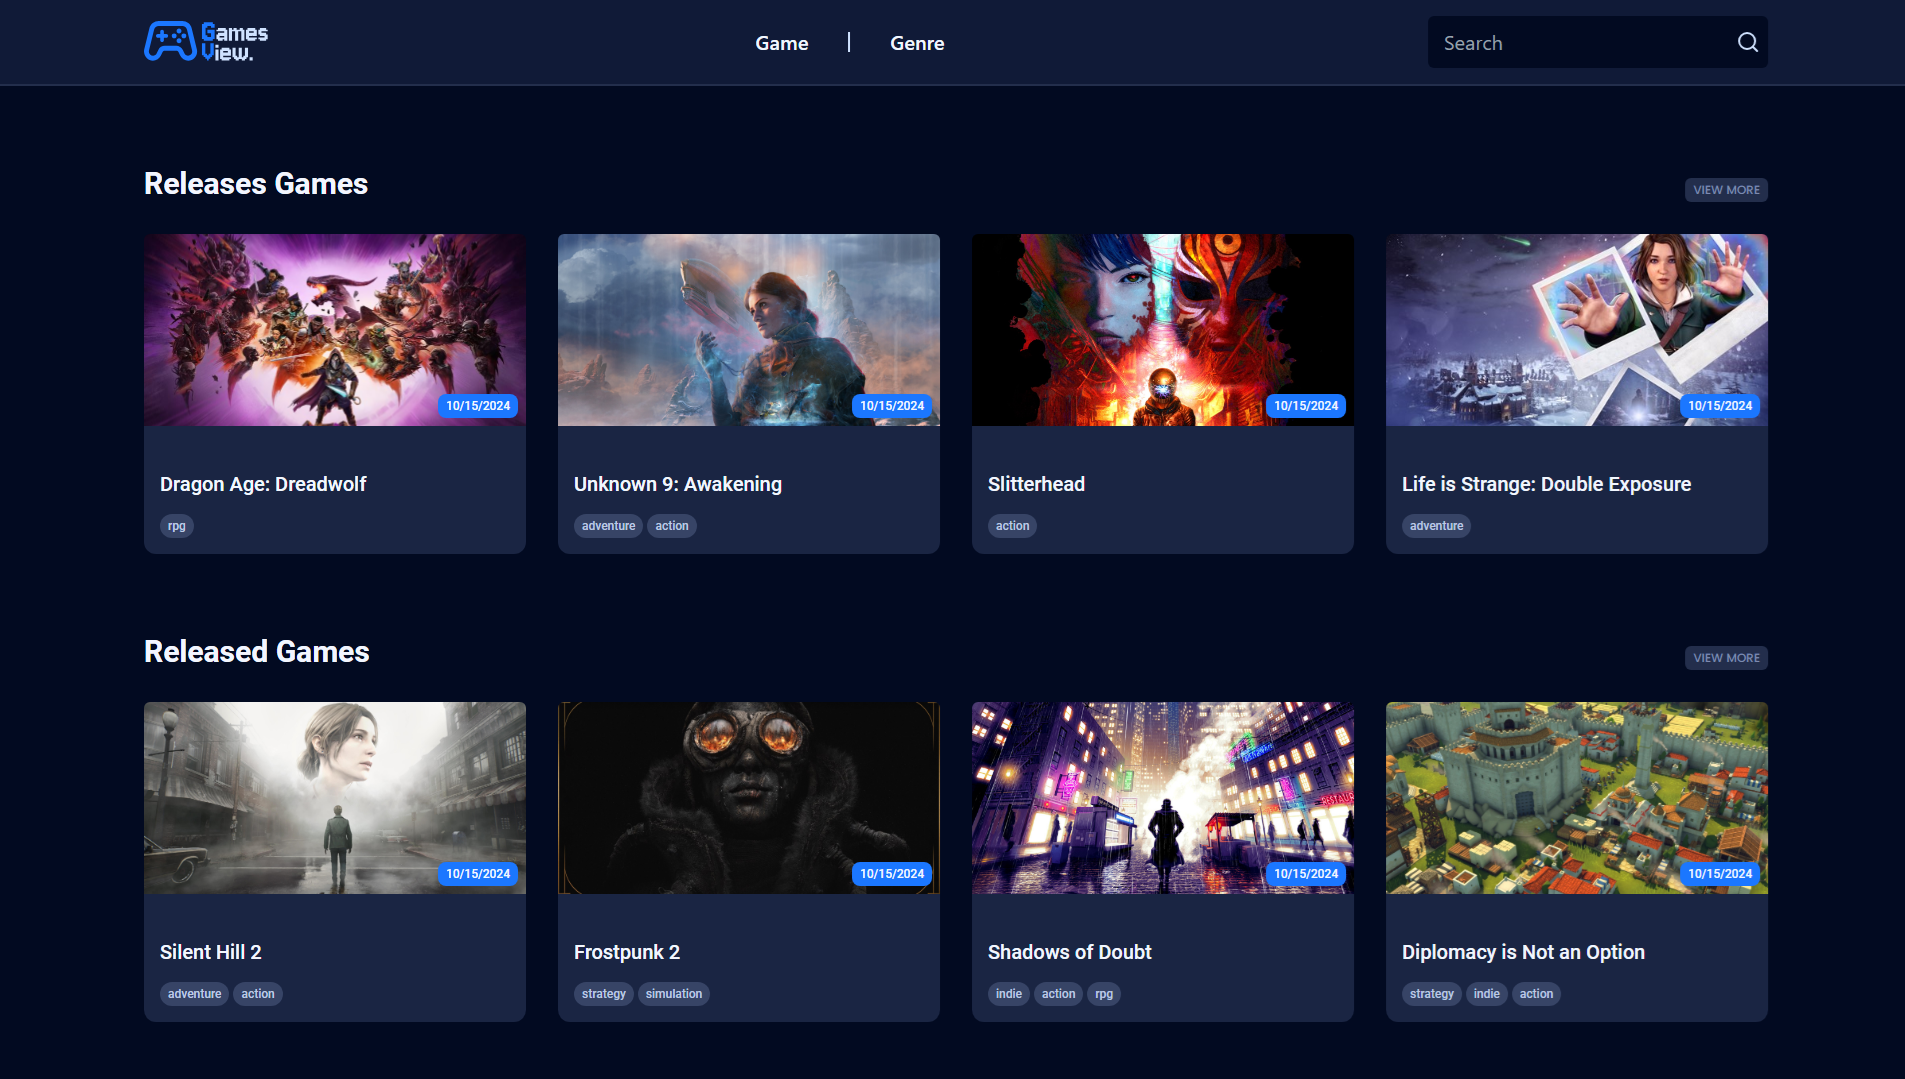 Games
View.
Game
Genre
Search
Releases Games
VIEW MORE
10/15/2024
10/15/2024
10/15/2024
10/15/2024
Dragon Age: Dreadwolf
Unknown 9: Awakening
Slitterhead
Life is Strange: Double Exposure
rpg
adventure action
action
adventure
Released Games
VIEW MORE
10/15/2024
10/15/2024
10/15/2024
10/15/2024
Silent Hill 2
Frostpunk 2
Shadows of Doubt
Diplomacy is Not an Option
adventure action
strategy simulation
indie action rpg
strategy indie action